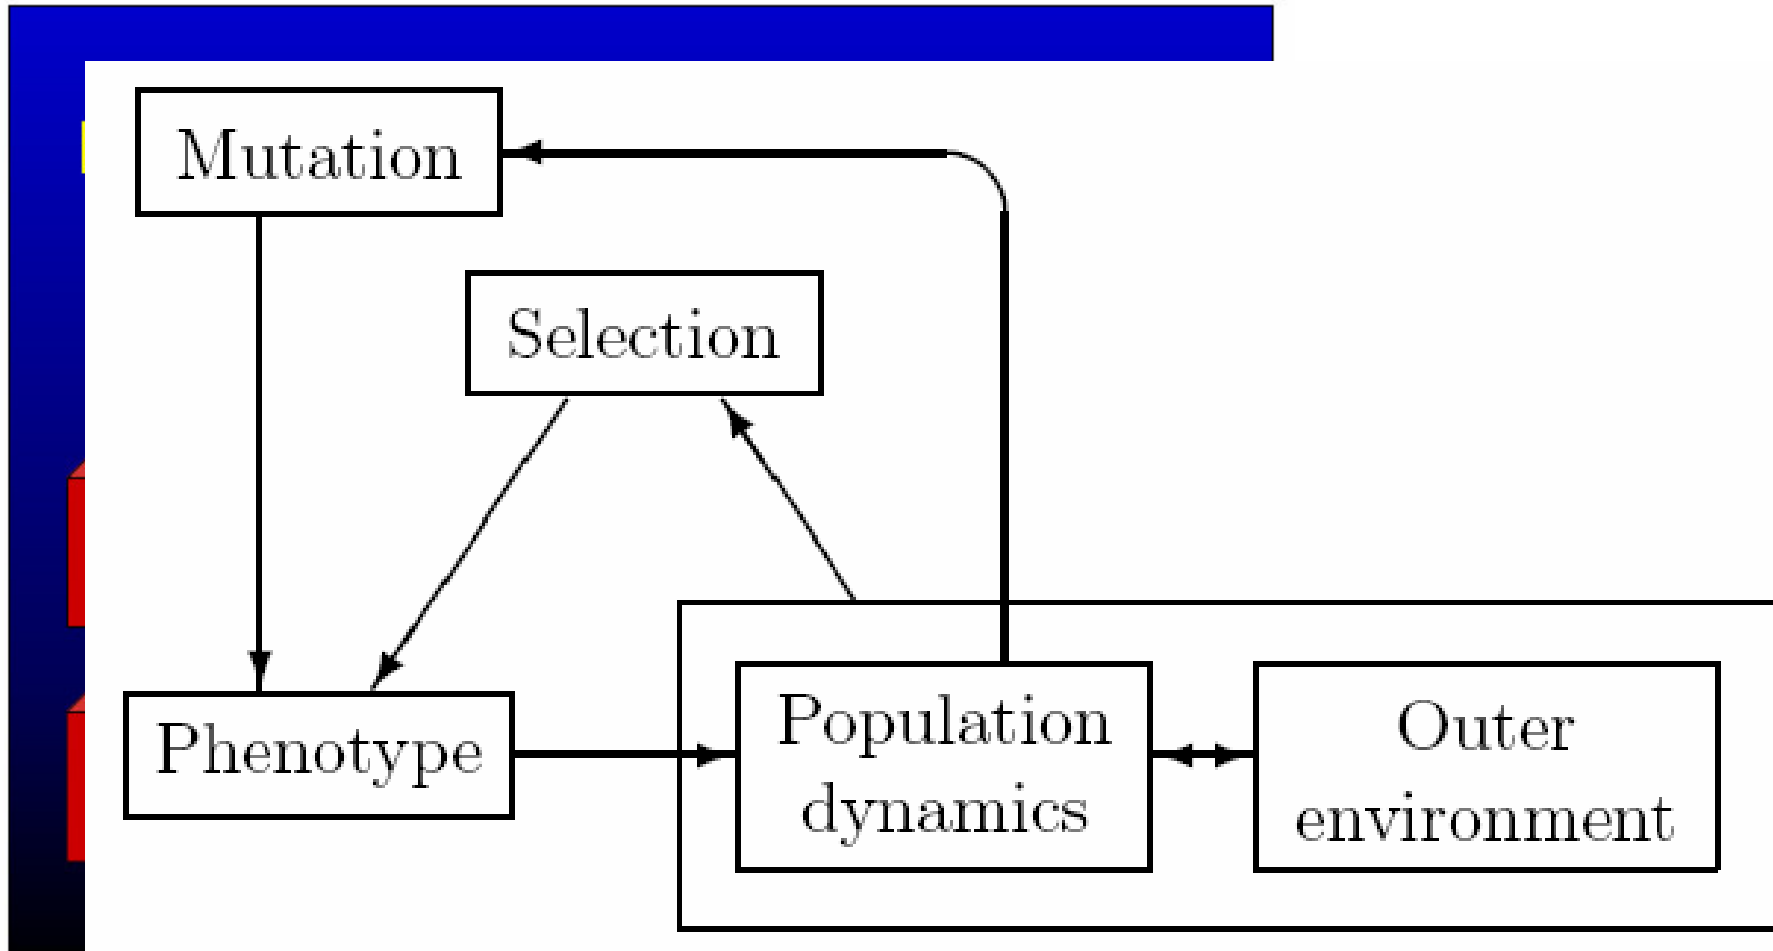 Mutation
Selection
Phenotype
Population
dynamics
Outer
environment